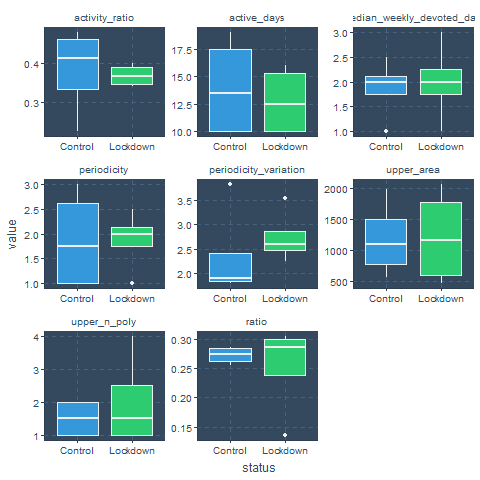 activity_ratio
active_days
edian_weekly_devoted_da
0.4
0.3
Control
Lockdown
17.5
15.0
12.5
10.0
Control
Lockdown
3.0
2.5
2.0
1.5
1.0
Control
Lockdown
periodicity
periodicity_variation
upper_area
3.0
2.5
2.0
1.5
1.0
Control
Lockdown
3.5
3.0
2.5
2.0
Control
Lockdown
2000
1500
1000
500
Control
Lockdown
upper_n_poly
ratio
4
3
2
1
Control
Lockdown
0.30
0.25
0.20
0.15
Control
Lockdown
value
status